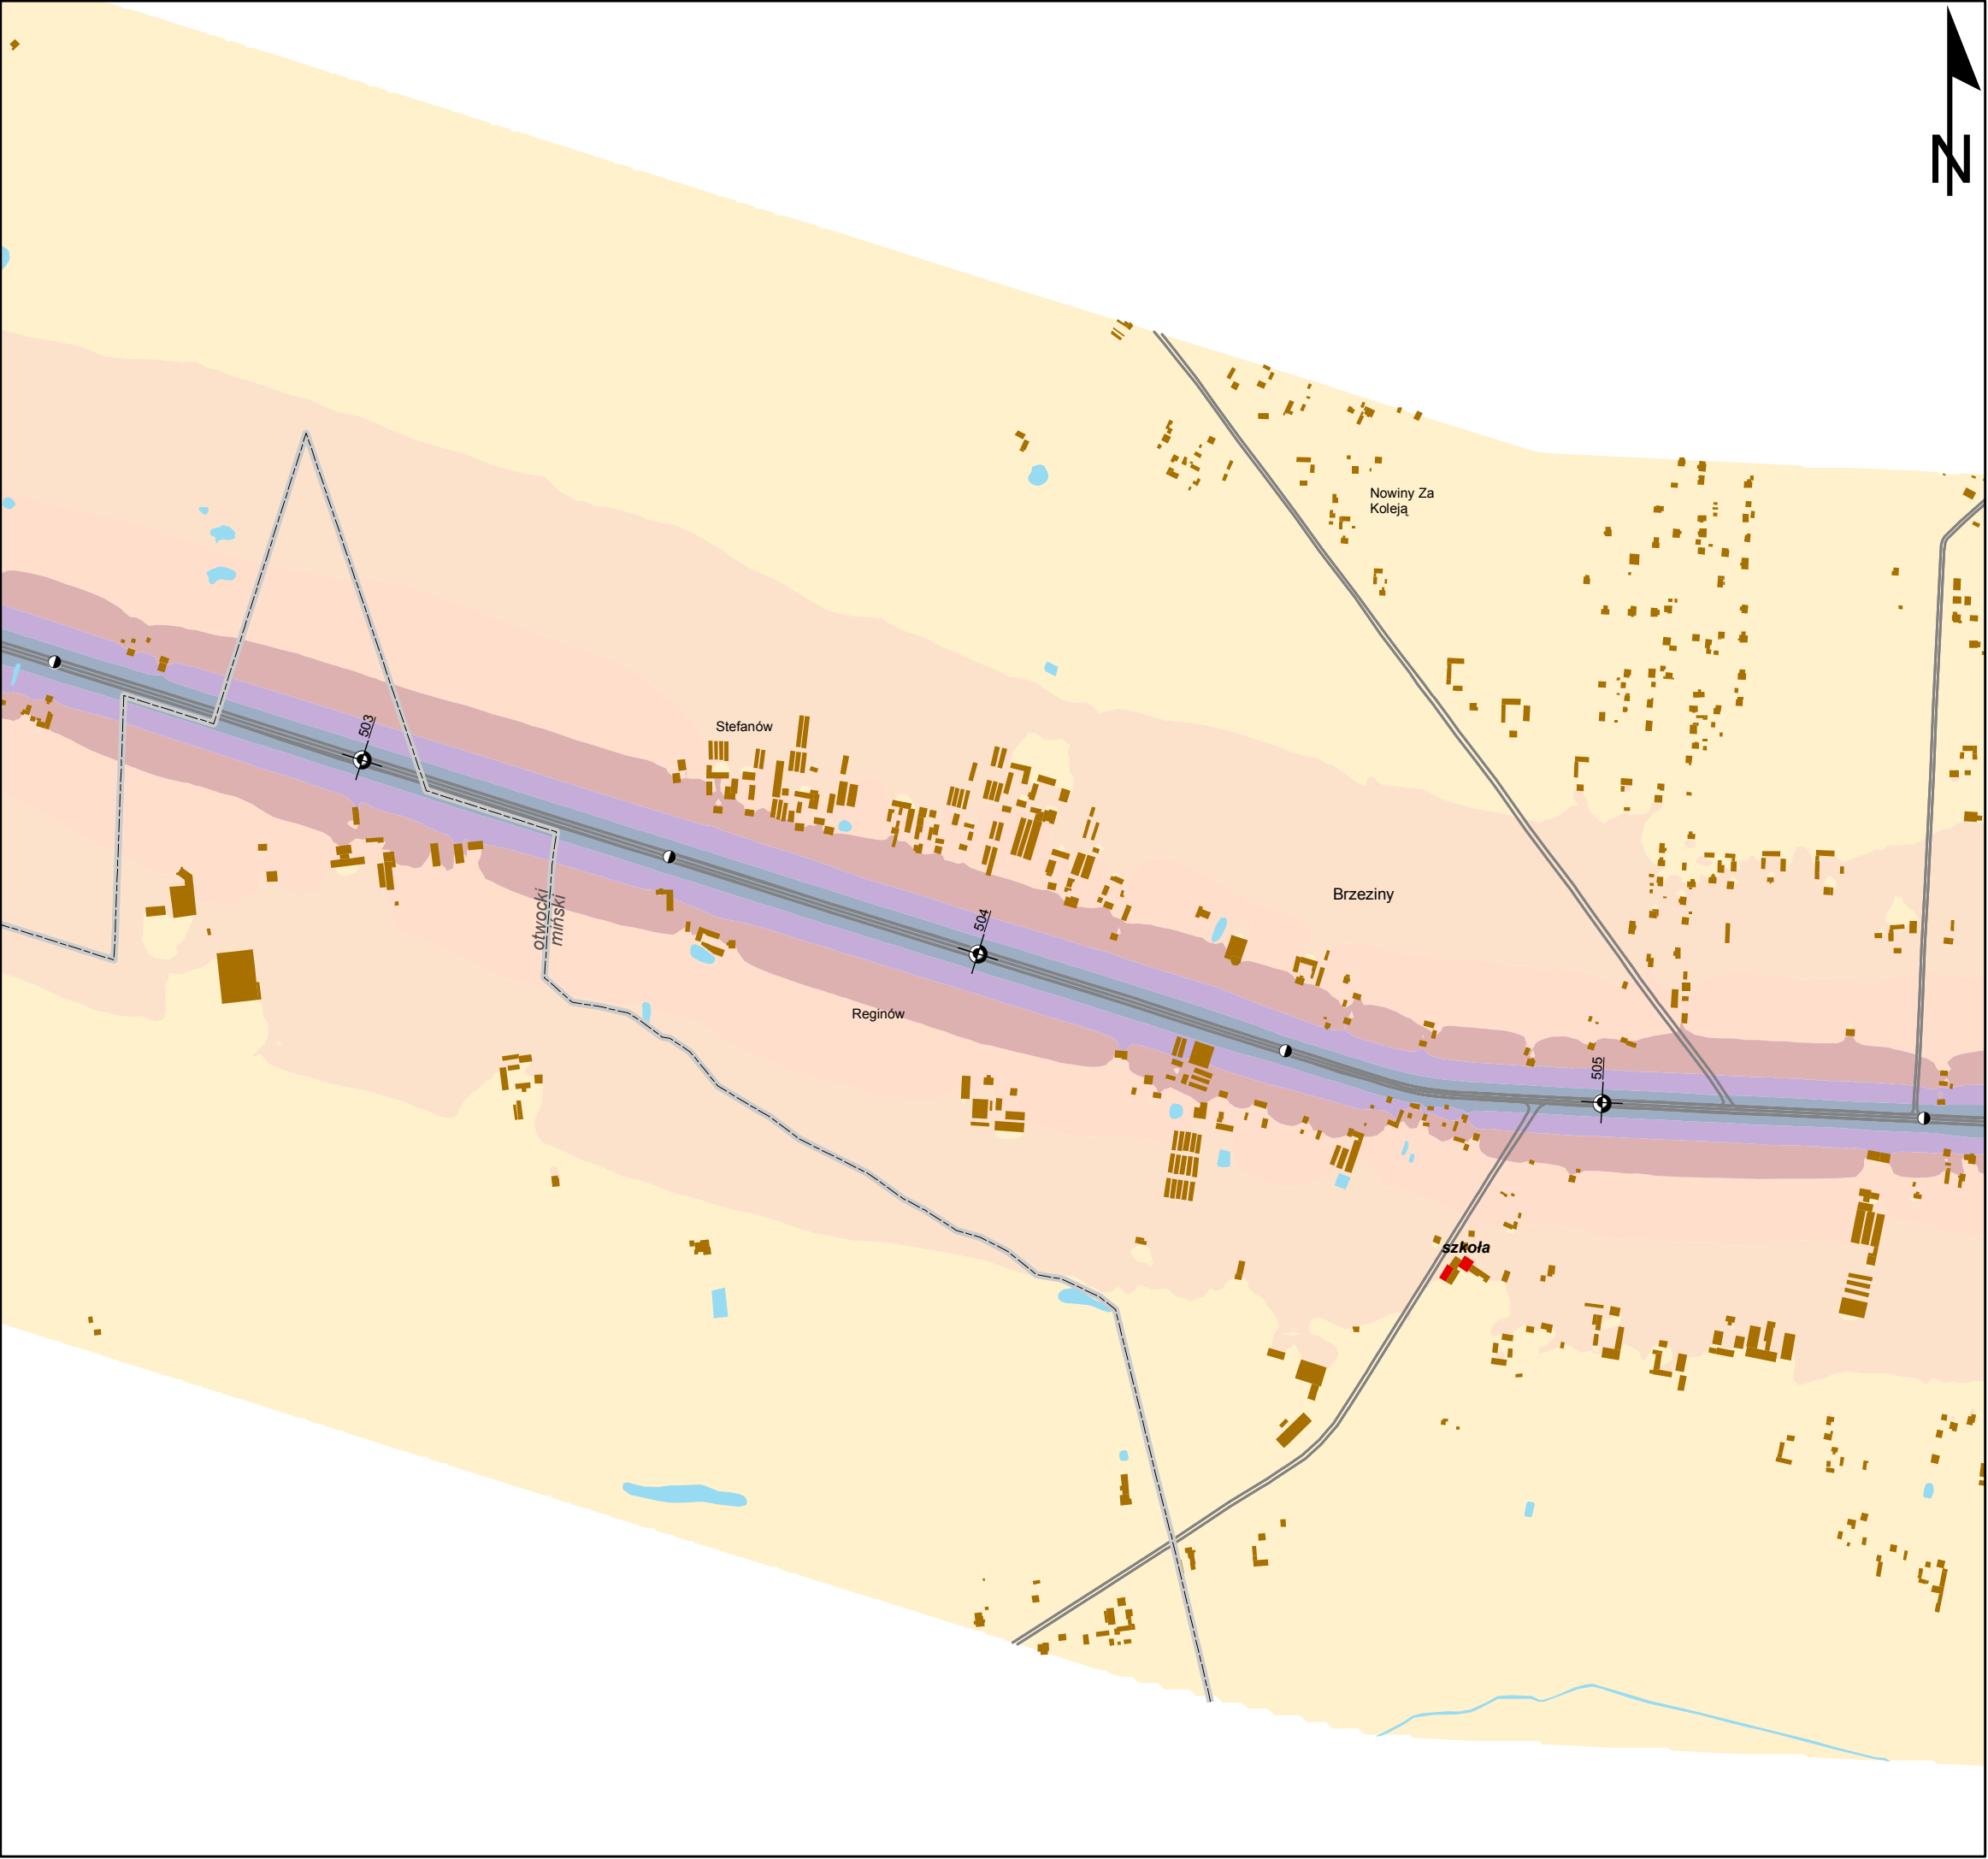 N
Nowiny Za
Koleją
503
Stefanów
Brzeziny
otwocki
miński
504
Reginów
505
szkoła